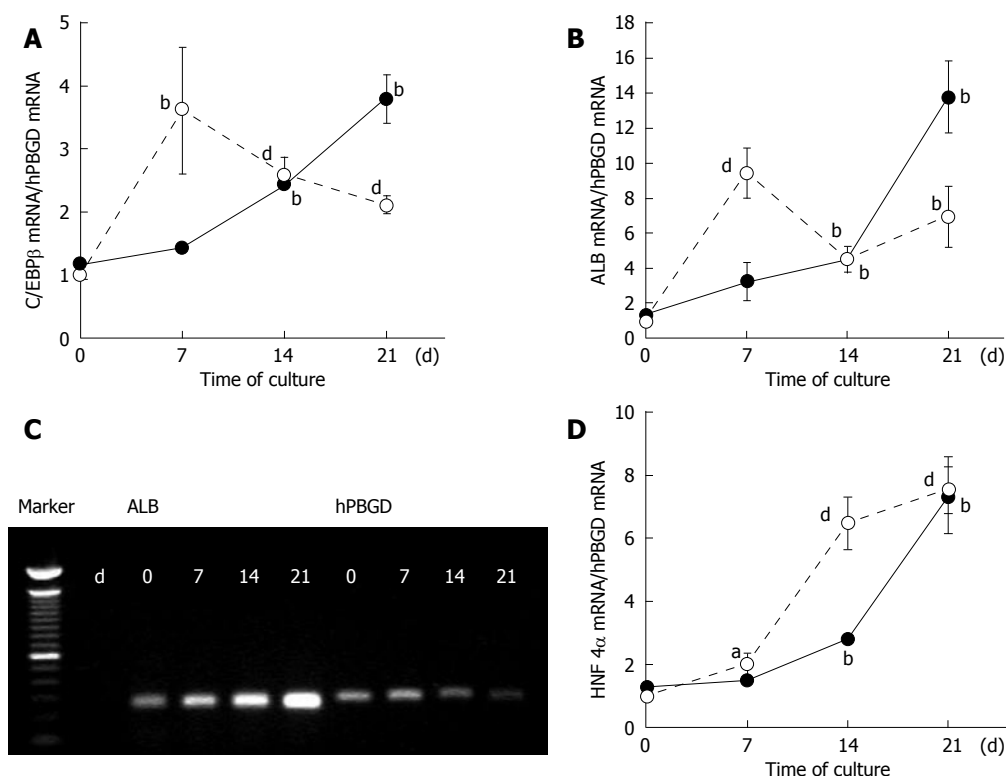 A
C/EBPβ mRNA/hPBGD mRNA
5
4
3
2
1
0
b
d
b
b
d
0 7 14 21 (d)
Time of culture
B
ALB mRNA/hPBGD mRNA
18
16
14
12
10
8
6
4
2
0
d
b
b
b
b
0 7 14 21 (d)
Time of culture
C
Marker ALB hPBGD
d 0 7 14 21 0 7 14 21
D
HNF 4α mRNA/hPBGD mRNA
10
8
6
4
2
0
a
d
b
d
b
0 7 14 21 (d)
Time of culture